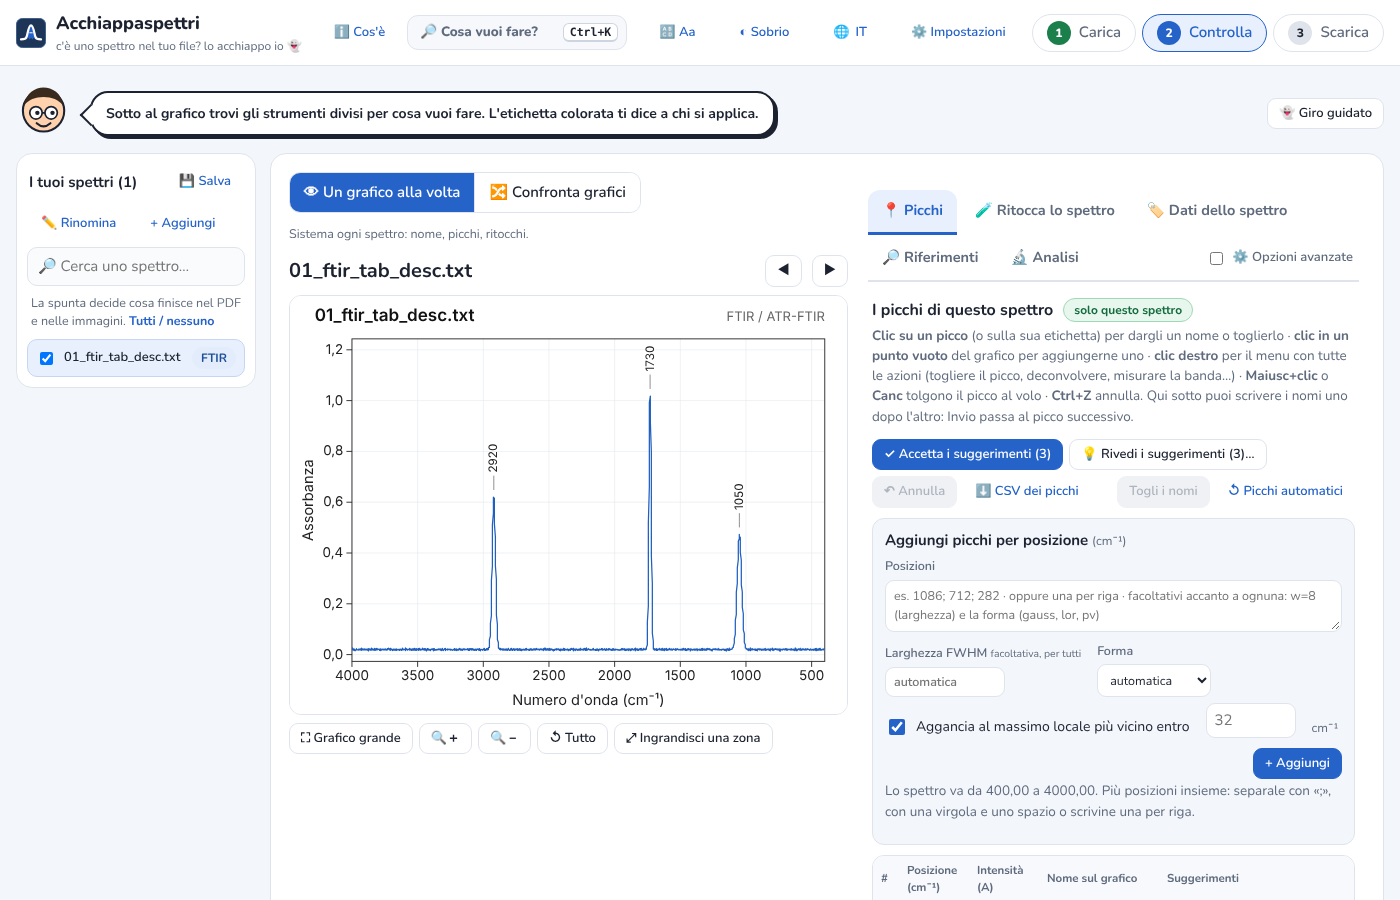 Acchiappaspettri
c'è uno spettro nel tuo file? lo acchiappo io 👻
ℹ️ Cos'è
🔎 Cosa vuoi fare? Ctrl+K
🔠 Aa
Sobrio
🌐 IT
⚙️ Impostazioni
1 Carica
2 Controlla
3 Scarica
Sotto al grafico trovi gli strumenti divisi per cosa vuoi fare. L'etichetta colorata ti dice a chi si applica.
👻 Giro guidato
I tuoi spettri (1)
💾 Salva
✏️ Rinomina
+ Aggiungi
🔎 Cerca uno spettro...
La spunta decide cosa finisce nel PDF
e nelle immagini. Tutti / nessuno
01_ftir_tab_desc.txt FTIR
👁 Un grafico alla volta
🔀 Confronta grafici
Sistema ogni spettro: nome, picchi, ritocchi.
01_ftir_tab_desc.txt
◀ ▶
01_ftir_tab_desc.txt
FTIR / ATR-FTIR
1,2
1,0
0,8
0,6
0,4
0,2
0,0
Assorbanza
2920
1730
1050
4000 3500 3000 2500 2000 1500 1000 500
Numero d'onda (cm⁻¹)
⛶ Grafico grande
🔍 +
🔍 −
↺ Tutto
⤢ Ingrandisci una zona
📍 Picchi
🧪 Ritocca lo spettro
🏷️ Dati dello spettro
🔎 Riferimenti
🔬 Analisi
⚙️ Opzioni avanzate
I picchi di questo spettro solo questo spettro
Clic su un picco (o sulla sua etichetta) per dargli un nome o toglierlo · clic in un
punto vuoto del grafico per aggiungerne uno · clic destro per il menu con tutte
le azioni (togliere il picco, deconvolvere, misurare la banda...) · Maiusc+clic o
Canc tolgono il picco al volo · Ctrl+Z annulla. Qui sotto puoi scrivere i nomi uno
dopo l'altro: Invio passa al picco successivo.
✓ Accetta i suggerimenti (3)
💡 Rivedi i suggerimenti (3)...
↶ Annulla
⬇️ CSV dei picchi
Togli i nomi
↺ Picchi automatici
Aggiungi picchi per posizione (cm⁻¹)
Posizioni
es. 1086; 712; 282 · oppure una per riga · facoltativi accanto a ognuna: w=8
(larghezza) e la forma (gauss, lor, pv)
Larghezza FWHM facoltativa, per tutti
Forma
automatica
automatica
Aggancia al massimo locale più vicino entro 32 cm⁻¹
+ Aggiungi
Lo spettro va da 400,00 a 4000,00. Più posizioni insieme: separale con «;»,
con una virgola e uno spazio o scrivine una per riga.
# Posizione (cm⁻¹) Intensità (A) Nome sul grafico Suggerimenti